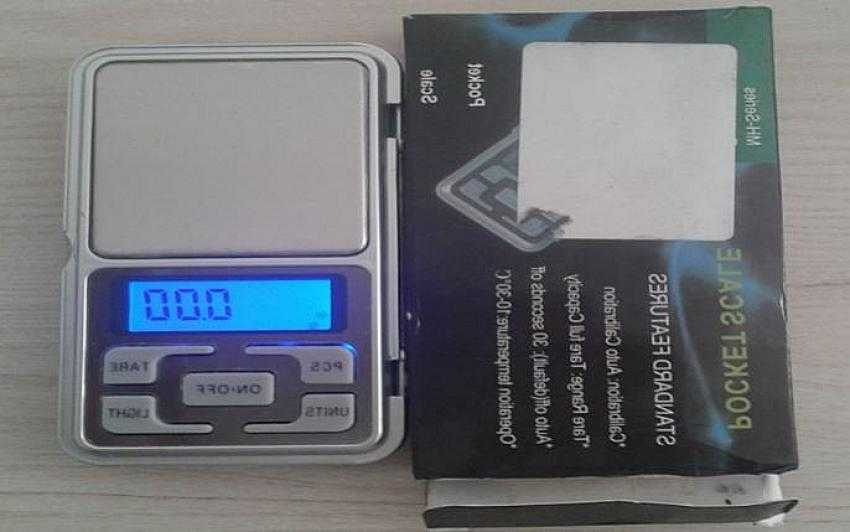 0.00
PCS
TARE
ON·OFF
UNITS
LIGHT
MH-Series
Pocket
Scale
POCKET SCALE
STANDARD FEATURES
*Calibration: Auto Calibration
*Tare Range: Tare full Capacity
*Auto off(default): 30 seconds off
*Operation temperature:10-30°C